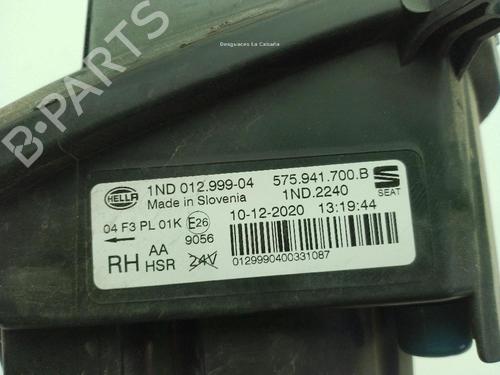 Desguaces La Cabaña
B-PARTS
HELLA
1ND 012.999-04
575.941.700.B
Made in Slovenia
1ND.2240
SEAT
10-12-2020 13:19:44
04 F3 PL 01K E26
9056
RH AA
HSR 24V
0129990400331087